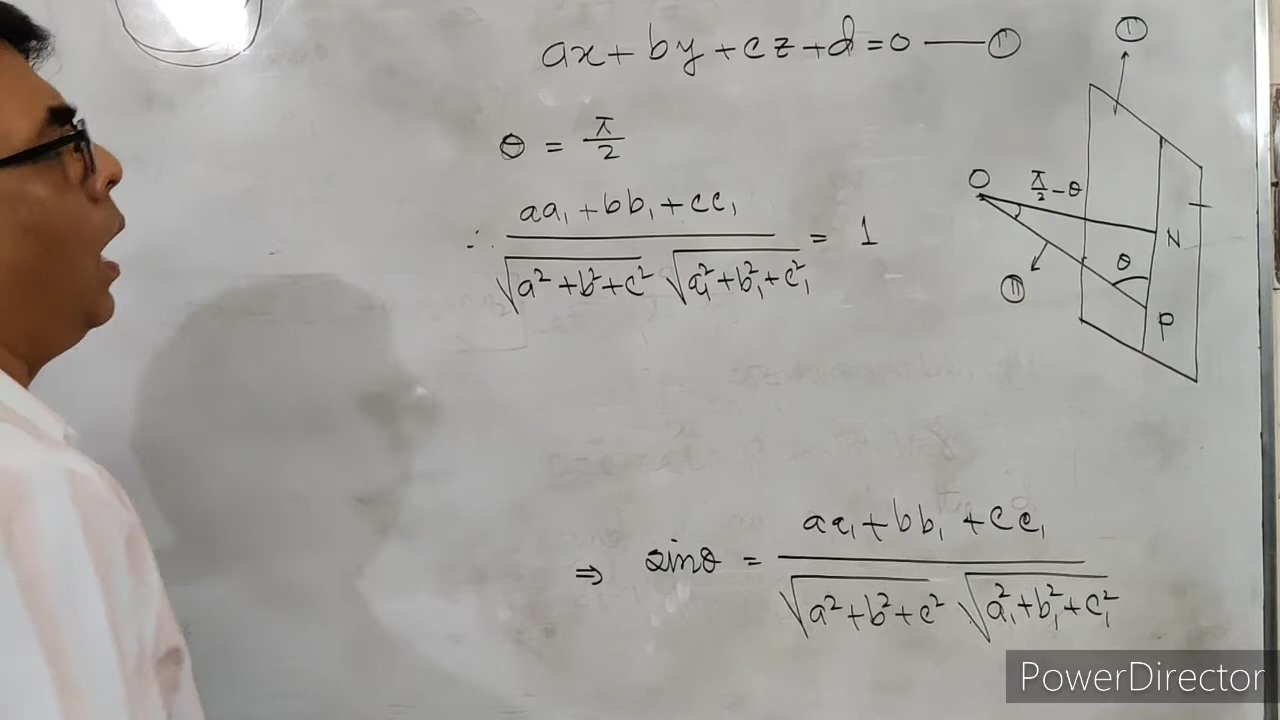 ax + by + cz + d = 0 — ①
θ = π/2
∴ (aa₁ + bb₁ + cc₁) / (√(a² + b² + c²) √(a₁² + b₁² + c₁²)) = 1
⇒ sinθ = (aa₁ + bb₁ + cc₁) / (√(a² + b² + c²) √(a₁² + b₁² + c₁²))
①
O
π/2 - θ
N
θ
②
P
PowerDirector